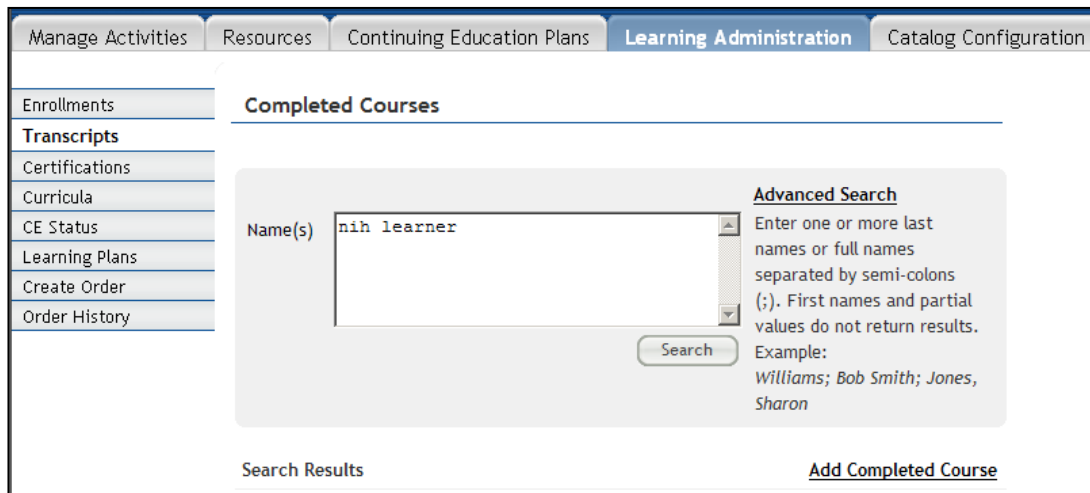 Manage Activities Resources Continuing Education Plans Learning Administration Catalog Configuration
Enrollments
Transcripts
Certifications
Curricula
CE Status
Learning Plans
Create Order
Order History
Completed Courses
Name(s)
nih learner
Search
Advanced Search
Enter one or more last
names or full names
separated by semi-colons
(;). First names and partial
values do not return results.
Example:
Williams; Bob Smith; Jones,
Sharon
Search Results
Add Completed Course